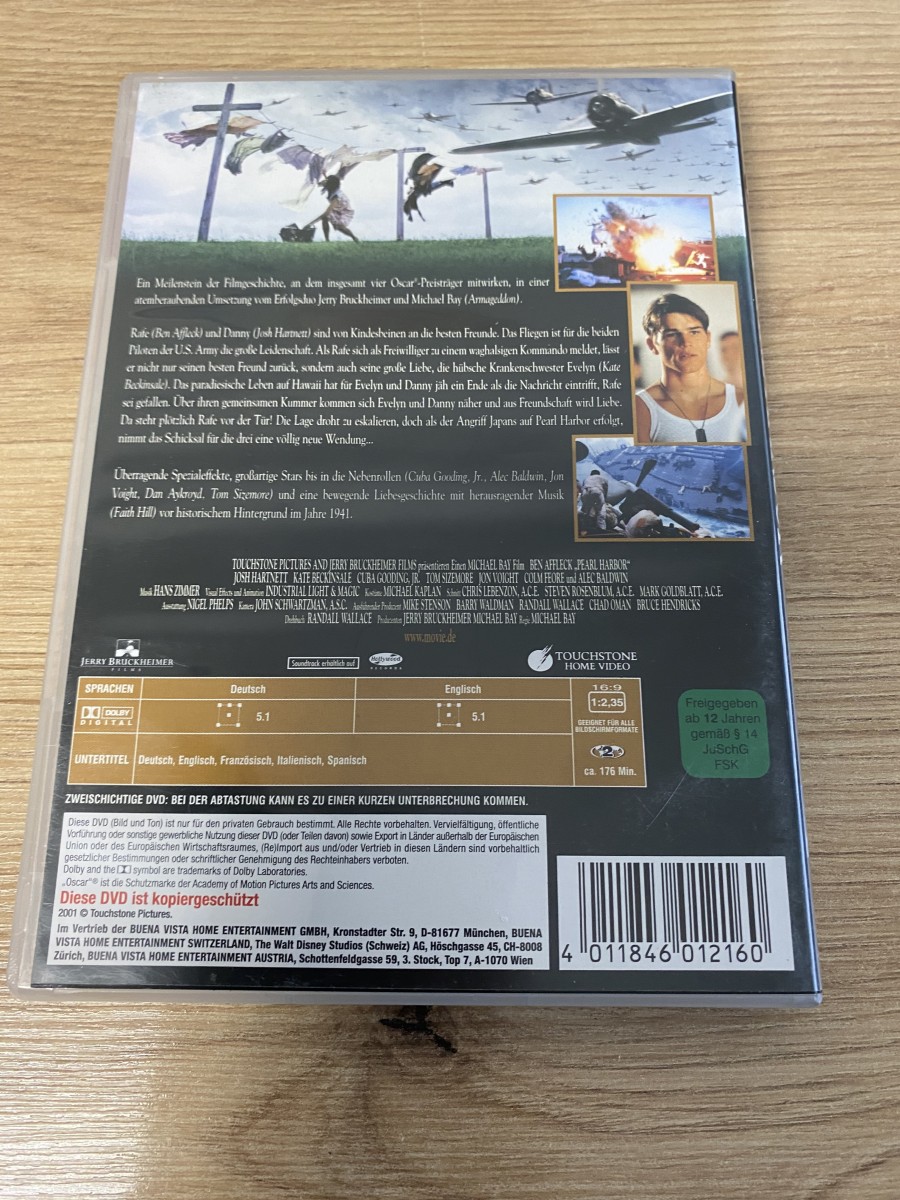 Ein Meilenstein der Filmgeschichte, an dem insgesamt vier Oscar®-Preisträger mitwirken, in einer
atemberaubenden Umsetzung vom Erfolgsduo Jerry Bruckheimer und Michael Bay (Armageddon).
Rafe (Ben Affleck) und Danny (Josh Hartnett) sind von Kindesbeinen an die besten Freunde. Das Fliegen ist für die beiden
Piloten der U.S. Army die große Leidenschaft. Als Rafe sich als Freiwilliger zu einem waghalsigen Kommando meldet, lässt
er nicht nur seinen besten Freund zurück, sondern auch seine große Liebe, die hübsche Krankenschwester Evelyn (Kate
Beckinsale). Das paradiesische Leben auf Hawaii hat für Evelyn und Danny jäh ein Ende als die Nachricht eintrifft, Rafe
sei gefallen. Über ihren gemeinsamen Kummer kommen sich Evelyn und Danny näher und aus Freundschaft wird Liebe.
Da steht plötzlich Rafe vor der Tür! Die Lage droht zu eskalieren, doch als der Angriff Japans auf Pearl Harbor erfolgt,
nimmt das Schicksal für die drei eine völlig neue Wendung...
Überragende Spezialeffekte, großartige Stars bis in die Nebenrollen (Cuba Gooding, Jr., Alec Baldwin, Jon
Voight, Dan Aykroyd, Tom Sizemore) und eine bewegende Liebesgeschichte mit herausragender Musik
(Faith Hill) vor historischem Hintergrund im Jahre 1941.
TOUCHSTONE PICTURES AND JERRY BRUCKHEIMER FILMS präsentieren Einen MICHAEL BAY Film BEN AFFLECK „PEARL HARBOR"
JOSH HARTNETT KATE BECKINSALE CUBA GOODING, JR. TOM SIZEMORE JON VOIGHT COLM FEORE und ALEC BALDWIN
Musik HANS ZIMMER Visual Effects and Animation INDUSTRIAL LIGHT & MAGIC Kostüme MICHAEL KAPLAN Schnitt CHRIS LEBENZON, A.C.E. STEVEN ROSENBLUM, A.C.E. MARK GOLDBLATT, A.C.E.
Ausstattung NIGEL PHELPS Kamera JOHN SCHWARTZMAN, A.S.C. Ausführender Produzent MIKE STENSON BARRY WALDMAN RANDALL WALLACE CHAD OMAN BRUCE HENDRICKS
Drehbuch RANDALL WALLACE Produzenten JERRY BRUCKHEIMER MICHAEL BAY Regie MICHAEL BAY
www.movie.de
JERRY BRUCKHEIMER
FILMS
Soundtrack erhältlich auf
Hollywood
RECORDS
TOUCHSTONE
HOME VIDEO
SPRACHEN Deutsch Englisch
DOLBY
DIGITAL
5.1 5.1
16:9
1:2,35
GEEIGNET FÜR ALLE
BILDSCHIRMFORMATE
2
ca. 176 Min.
UNTERTITEL Deutsch, Englisch, Französisch, Italienisch, Spanisch
Freigegeben
ab 12 Jahren
gemäß § 14
JuSchG
FSK
ZWEISCHICHTIGE DVD: BEI DER ABTASTUNG KANN ES ZU EINER KURZEN UNTERBRECHUNG KOMMEN.
Diese DVD (Bild und Ton) ist nur für den privaten Gebrauch bestimmt. Alle Rechte vorbehalten. Vervielfältigung, öffentliche
Vorführung oder sonstige gewerbliche Nutzung dieser DVD (oder Teilen davon) sowie Export in Länder außerhalb der Europäischen
Union oder des Europäischen Wirtschaftsraumes, (Re)Import aus und/oder Vertrieb in diesen Ländern sind vorbehaltlich
gesetzlicher Bestimmungen oder schriftlicher Genehmigung des Rechteinhabers verboten.
Dolby and the symbol are trademarks of Dolby Laboratories.
„Oscar"® ist die Schutzmarke der Academy of Motion Pictures Arts and Sciences.
Diese DVD ist kopiergeschützt
2001 © Touchstone Pictures.
Im Vertrieb der BUENA VISTA HOME ENTERTAINMENT GMBH, Kronstadter Str. 9, D-81677 München, BUENA
VISTA HOME ENTERTAINMENT SWITZERLAND, The Walt Disney Studios (Schweiz) AG, Höschgasse 45, CH-8008
Zürich, BUENA VISTA HOME ENTERTAINMENT AUSTRIA, Schottenfeldgasse 59, 3. Stock, Top 7, A-1070 Wien
4 011846 012160